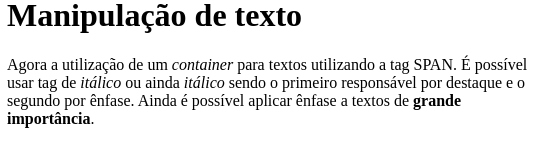 Manipulação de texto
Agora a utilização de um container para textos utilizando a tag SPAN. É possível
usar tag de itálico ou ainda itálico sendo o primeiro responsável por destaque e o
segundo por ênfase. Ainda é possível aplicar ênfase a textos de grande
importância.